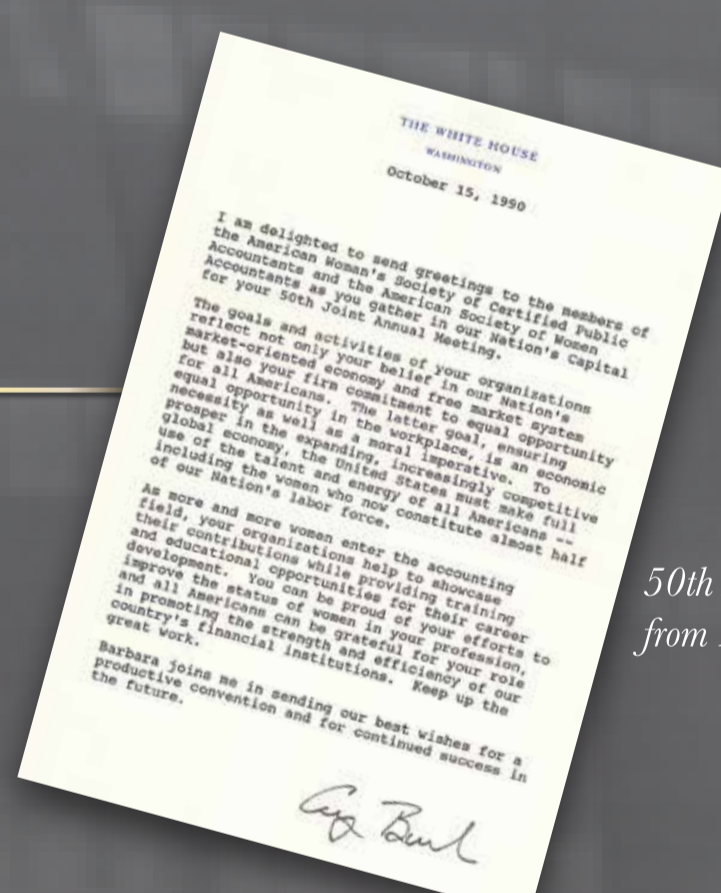 THE WHITE HOUSE
WASHINGTON
October 15, 1990
I am delighted to send greetings to the members of
the American Woman's Society of Certified Public
Accountants and the American Society of Women
Accountants as you gather in our Nation's Capital
for your 50th Joint Annual Meeting.
The goals and activities of your organizations
reflect not only your belief in our Nation's
market-oriented economy and free market system
but also your firm commitment to equal opportunity
for all Americans. The latter goal, ensuring
equal opportunity in the workplace, is an economic
necessity as well as a moral imperative. To
prosper in the expanding, increasingly competitive
global economy, the United States must make full
use of the talent and energy of all Americans --
including the women who now constitute almost half
of our Nation's labor force.
As more and more women enter the accounting
field, your organizations help to showcase
their contributions while providing training
and educational opportunities for their career
development. You can be proud of your efforts to
improve the status of women in your profession,
and all Americans can be grateful for your role
in promoting the strength and efficiency of our
country's financial institutions. Keep up the
great work.
Barbara joins me in sending our best wishes for a
productive convention and for continued success in
the future.
50th
from